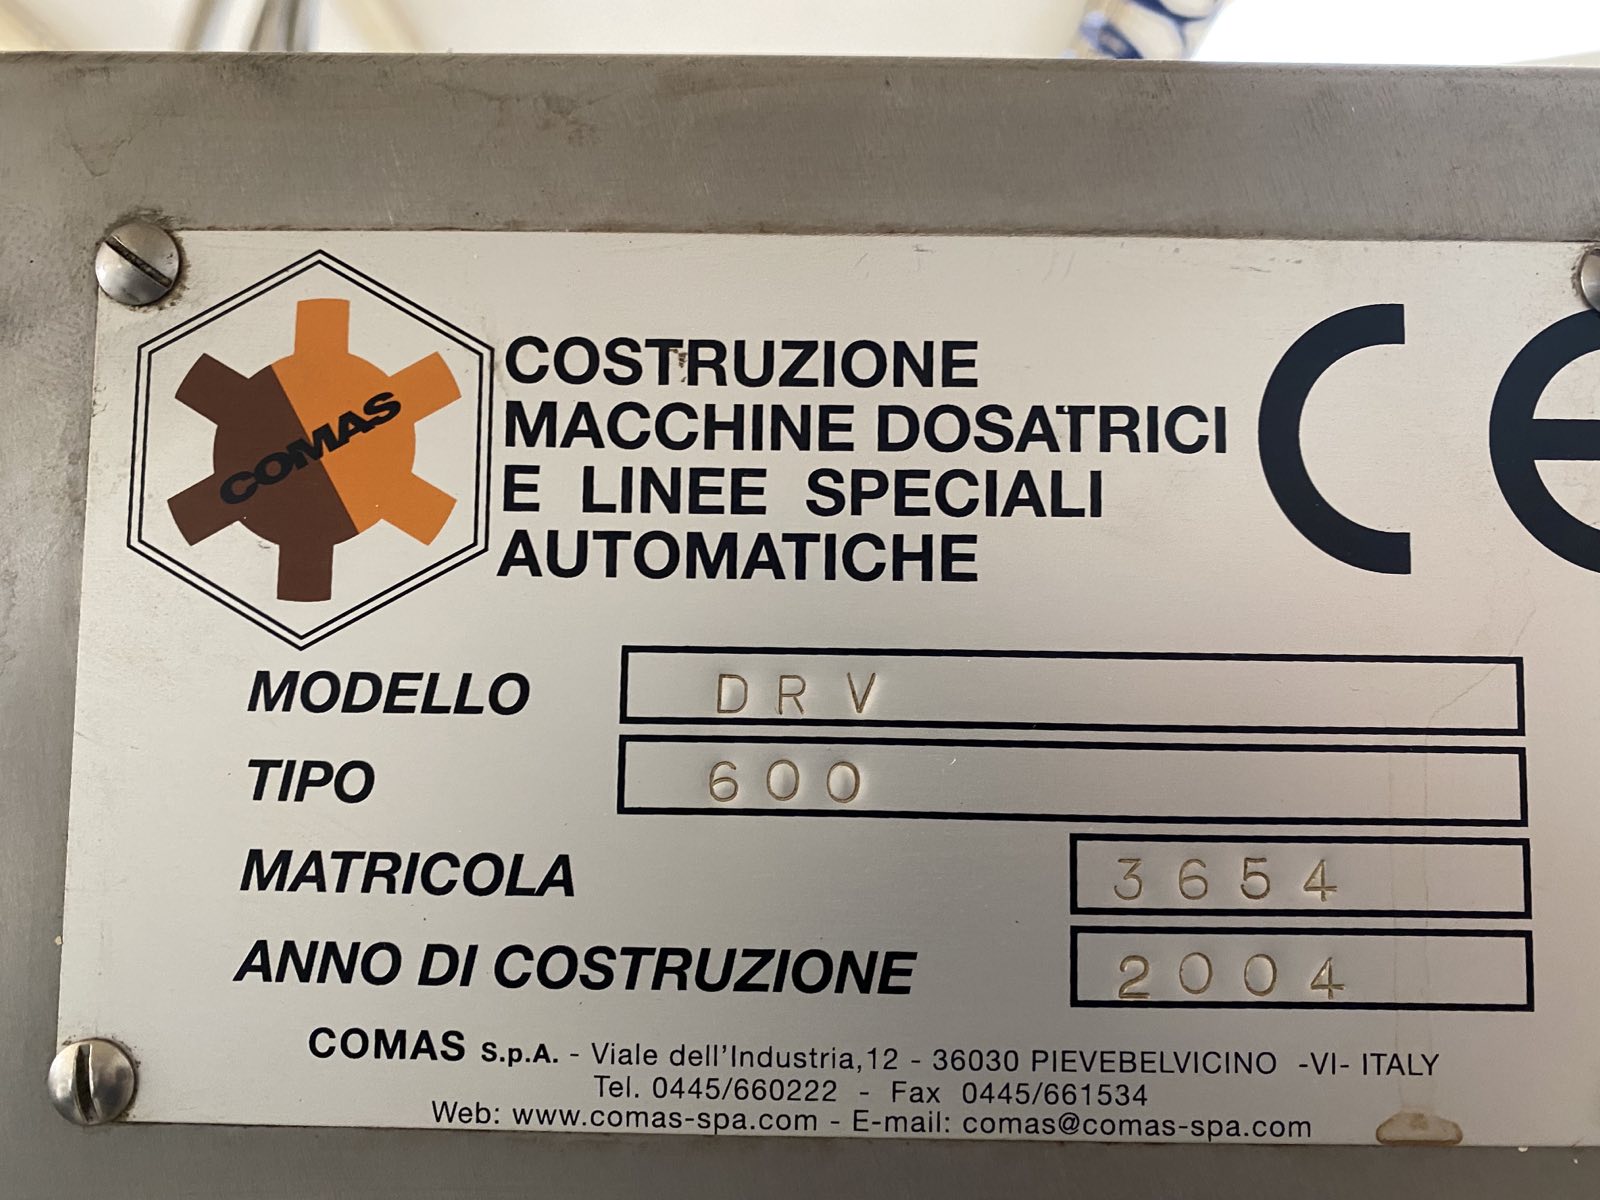 COMAS
COSTRUZIONE
MACCHINE DOSATRICI
E LINEE SPECIALI
AUTOMATICHE
CE
MODELLO DRV
TIPO 600
MATRICOLA 3654
ANNO DI COSTRUZIONE 2004
COMAS S.p.A. - Viale dell'Industria,12 - 36030 PIEVEBELVICINO -VI- ITALY
Tel. 0445/660222 - Fax 0445/661534
Web: www.comas-spa.com - E-mail: comas@comas-spa.com